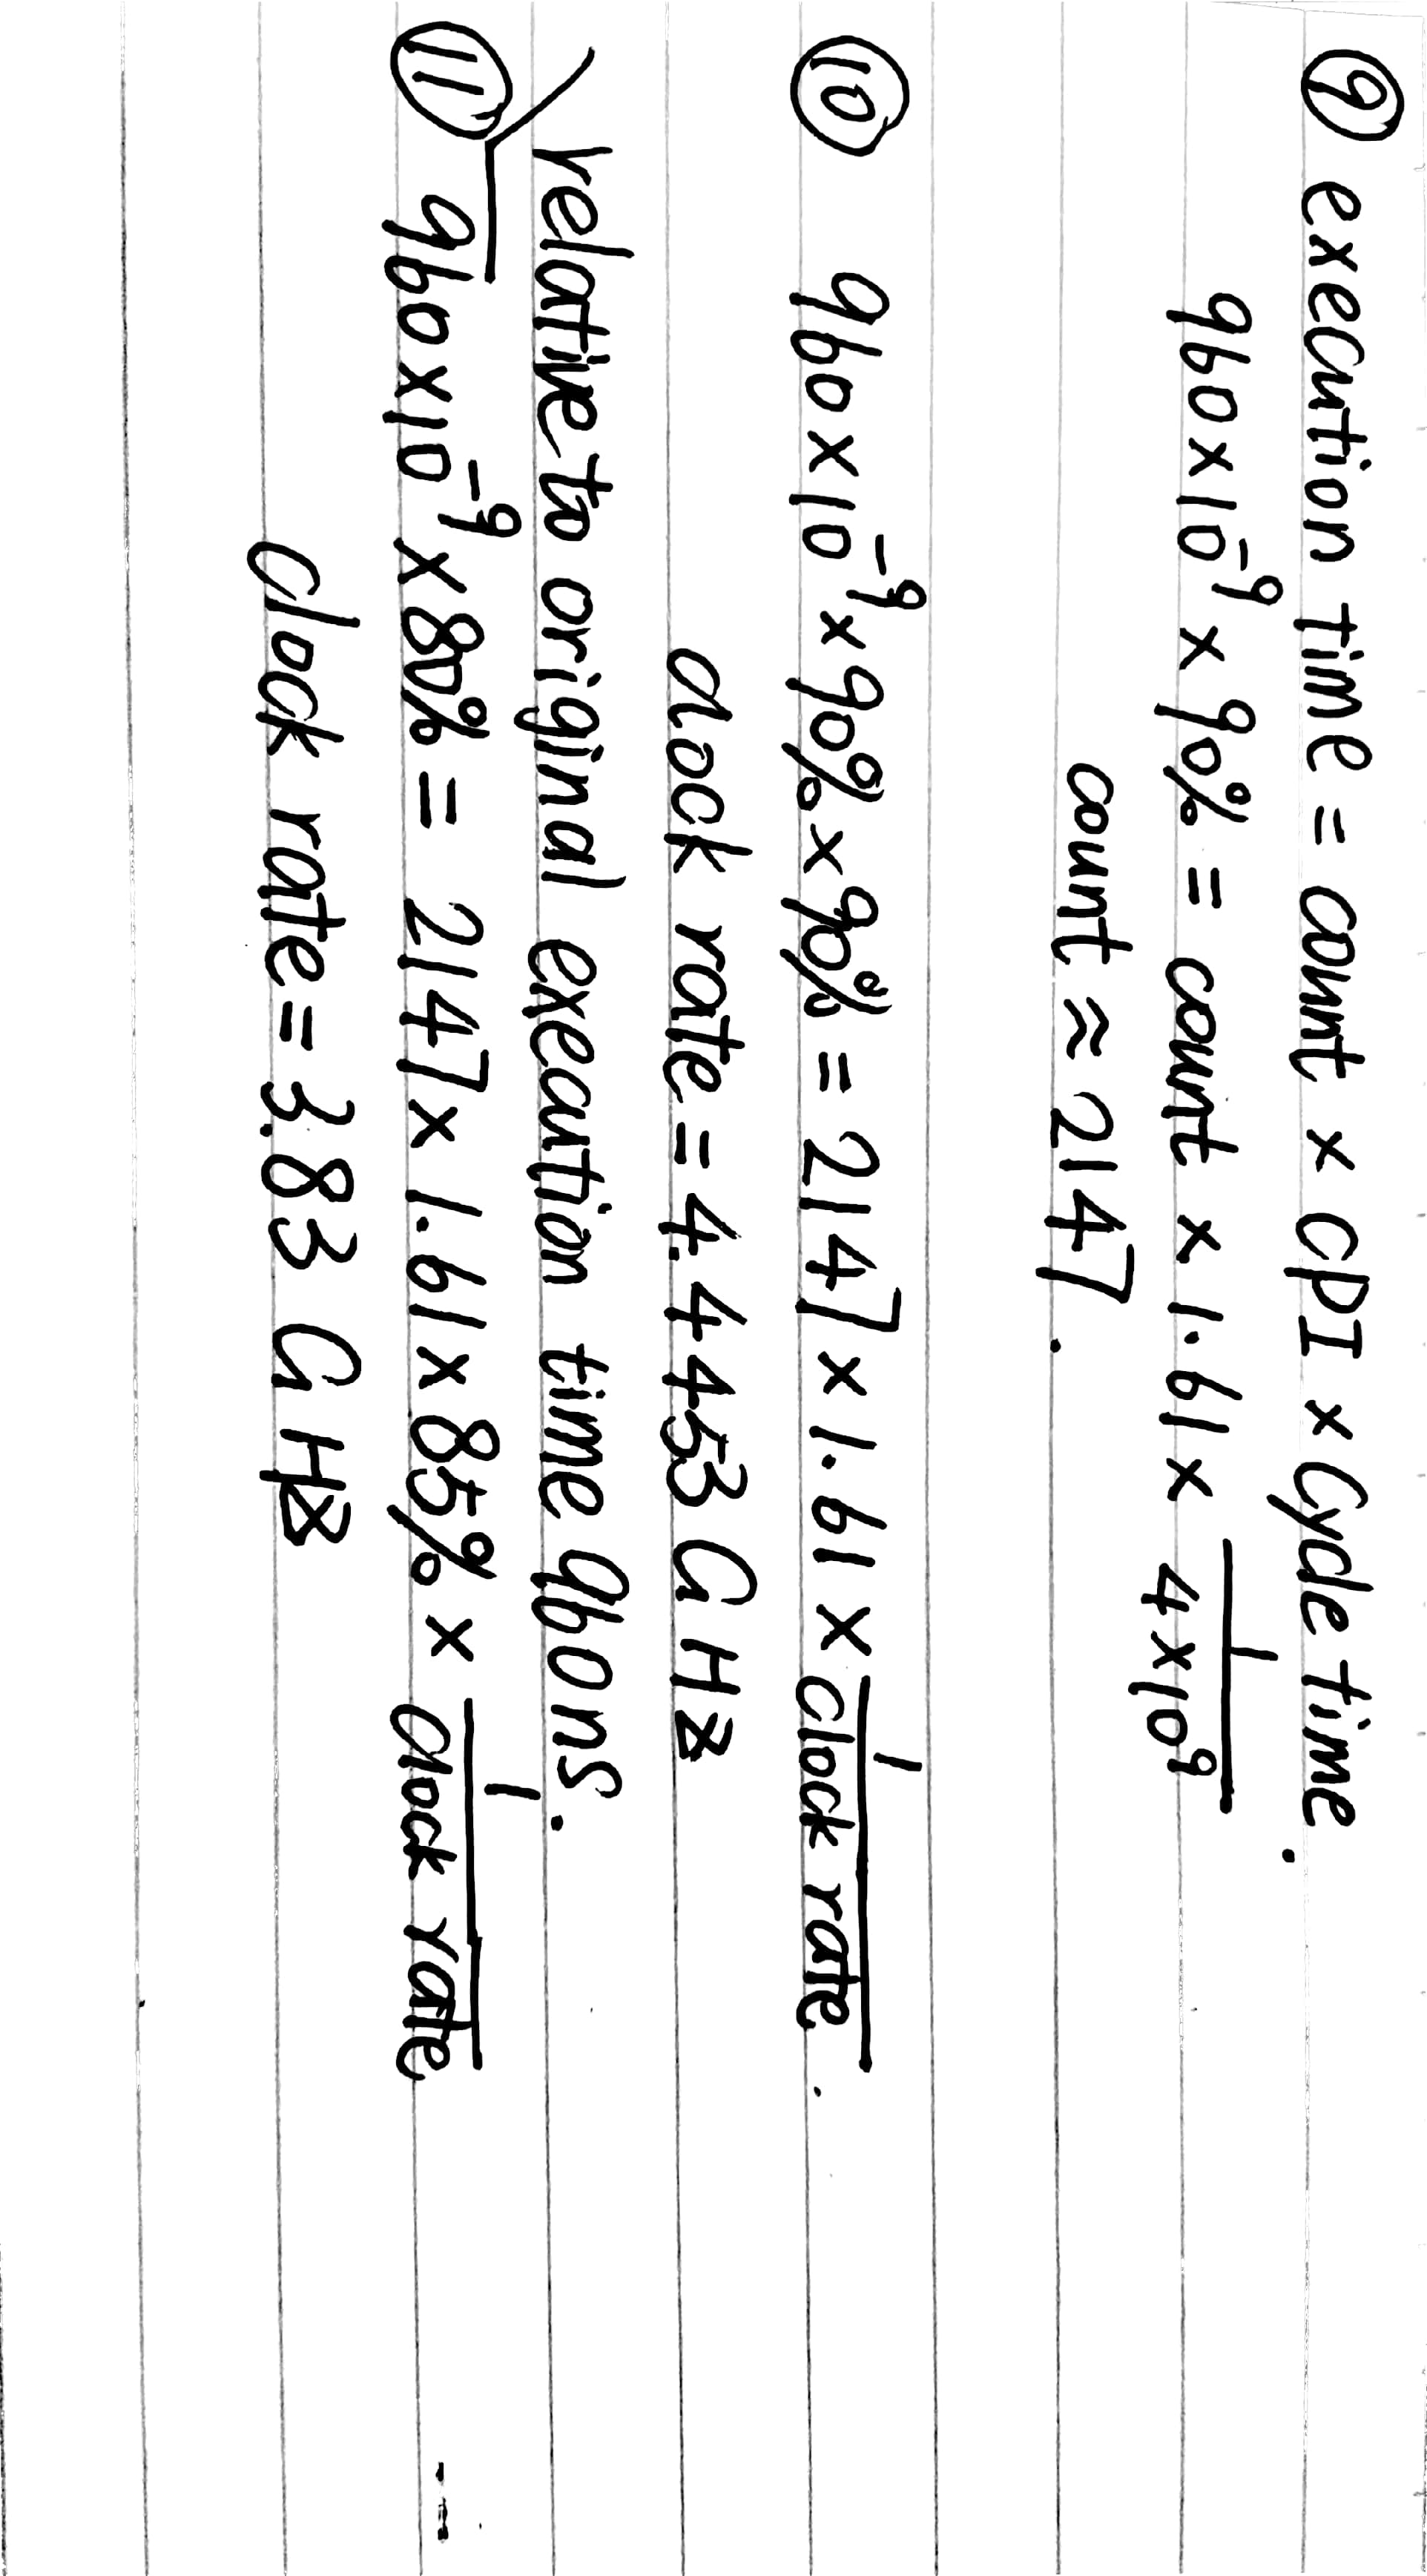 ⑨ execution time = count × CPI × Cycle time.
960×10⁻⁹ × 90% = count × 1.61 × 1/4×10⁹
count ≈ 2147.
⑩ 960×10⁻⁹×90%×90% = 2147×1.61×1/clock rate.
clock rate = 4.4453 GHz
relative to original execution time 960ns.
⑪ 960×10⁻⁹×80% = 2147×1.61×85%×1/clock rate
clock rate = 3.83 GHz